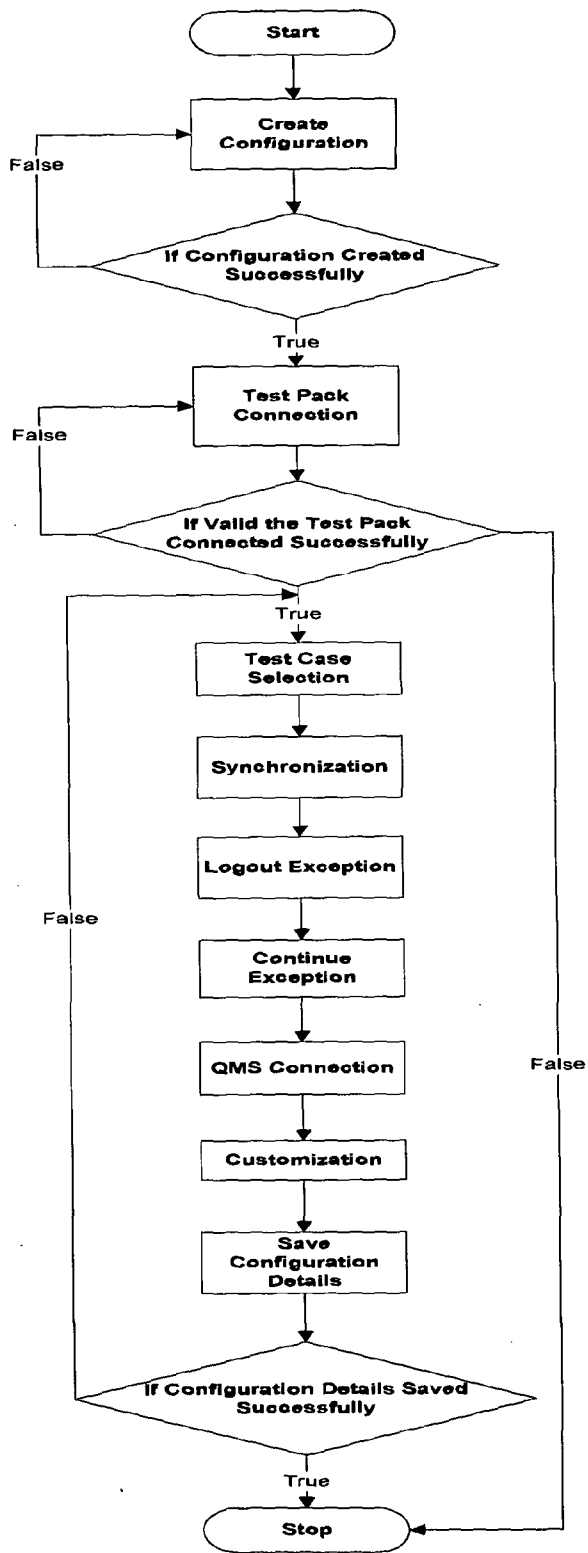 Start
Create
Configuration
False
If Configuration Created
Successfully
True
Test Pack
Connection
False
If Valid the Test Pack
Connected Successfully
True
Test Case
Selection
Synchronization
Logout Exception
False
Continue
Exception
QMS Connection
False
Customization
Save
Configuration
Details
If Configuration Details Saved
Successfully
True
Stop